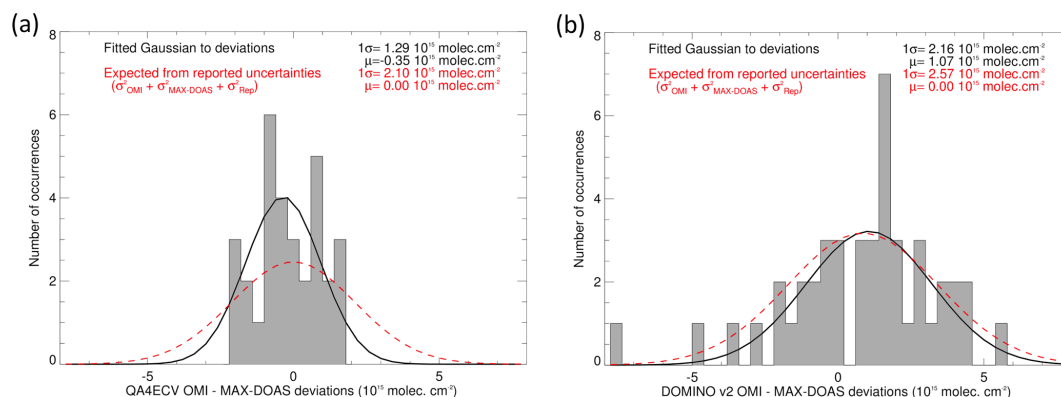 (a)
8
6
4
2
0
Number of occurrences
Fitted Gaussian to deviations
1σ= 1.29 10¹⁵ molec.cm⁻²
μ=-0.35 10¹⁵ molec.cm⁻²
Expected from reported uncertainties
(σ²OMI + σ²MAX-DOAS + σ²Rep)
1σ= 2.10 10¹⁵ molec.cm⁻²
μ= 0.00 10¹⁵ molec.cm⁻²
-5 0 5
QA4ECV OMI - MAX-DOAS deviations (10¹⁵ molec. cm⁻²)
(b)
8
6
4
2
0
Number of occurrences
Fitted Gaussian to deviations
1σ= 2.16 10¹⁵ molec.cm⁻²
μ= 1.07 10¹⁵ molec.cm⁻²
Expected from reported uncertainties
(σ²OMI + σ²MAX-DOAS + σ²Rep)
1σ= 2.57 10¹⁵ molec.cm⁻²
μ= 0.00 10¹⁵ molec.cm⁻²
-5 0 5
DOMINO v2 OMI - MAX-DOAS deviations (10¹⁵ molec. cm⁻²)